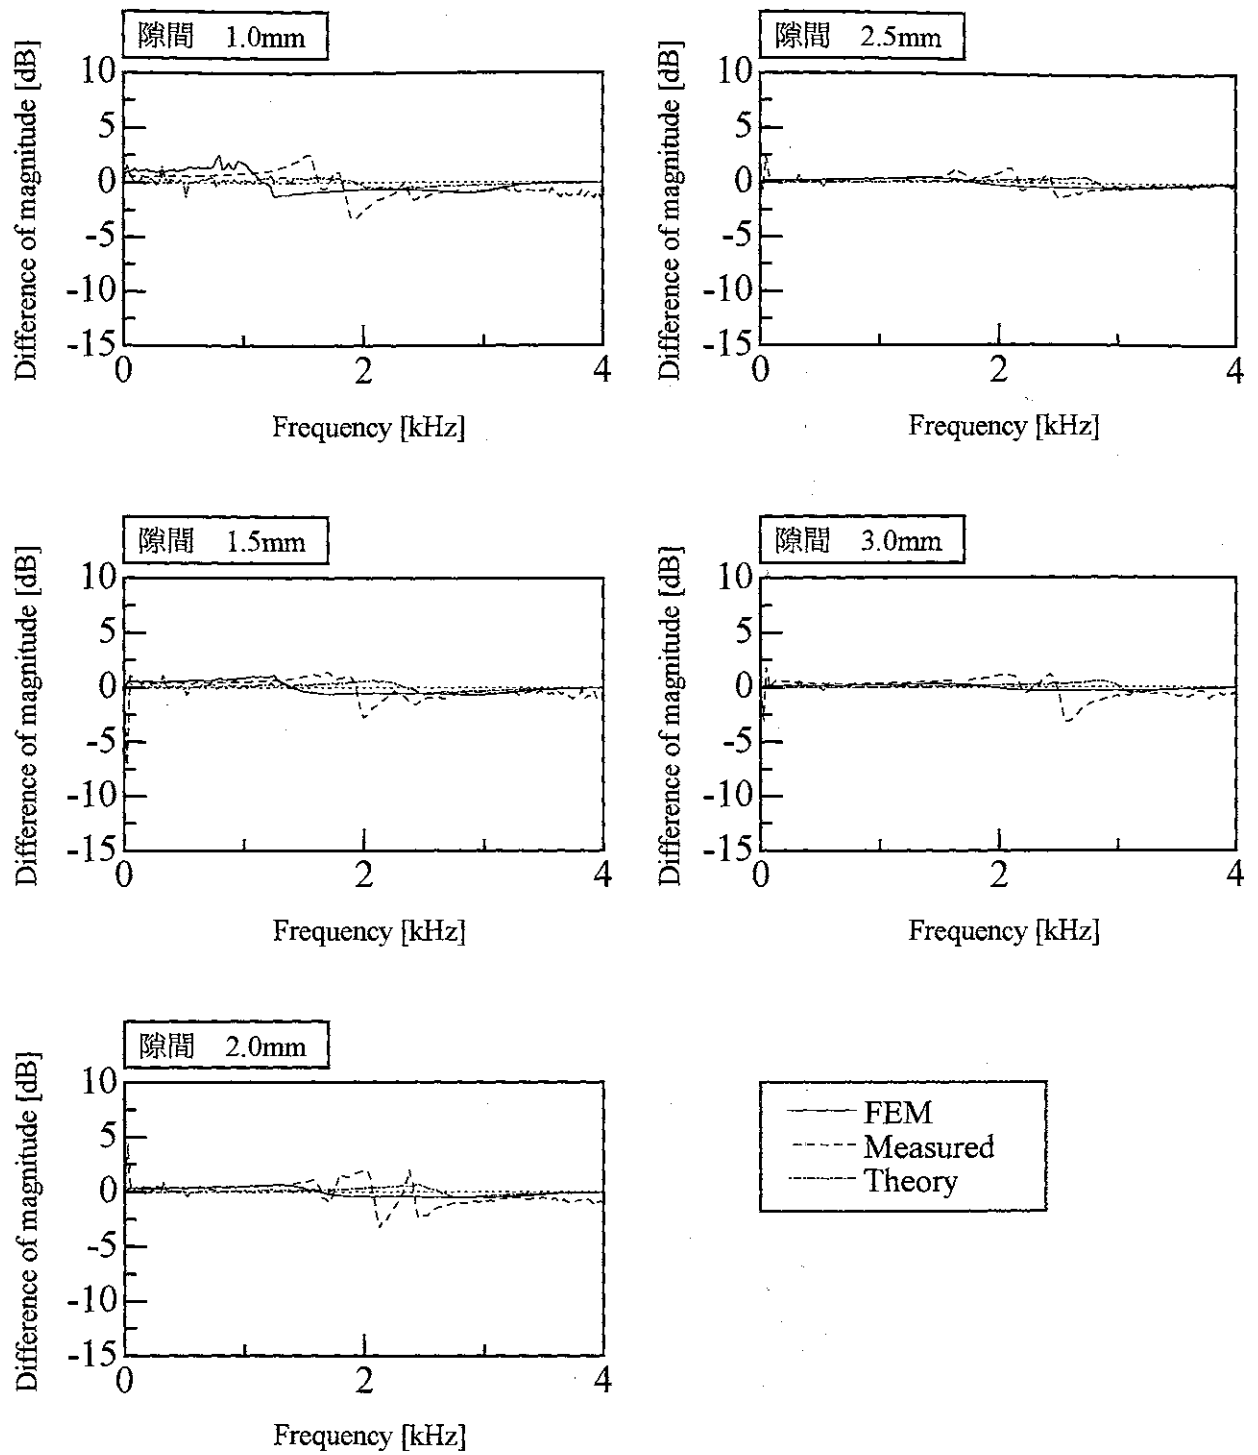 隙間 1.0mm
Difference of magnitude [dB]
10
5
0
-5
-10
-15
0
2
4
Frequency [kHz]
隙間 2.5mm
Difference of magnitude [dB]
10
5
0
-5
-10
-15
0
2
4
Frequency [kHz]
隙間 1.5mm
Difference of magnitude [dB]
10
5
0
-5
-10
-15
0
2
4
Frequency [kHz]
隙間 3.0mm
Difference of magnitude [dB]
10
5
0
-5
-10
-15
0
2
4
Frequency [kHz]
隙間 2.0mm
Difference of magnitude [dB]
10
5
0
-5
-10
-15
0
2
4
Frequency [kHz]
FEM
Measured
Theory